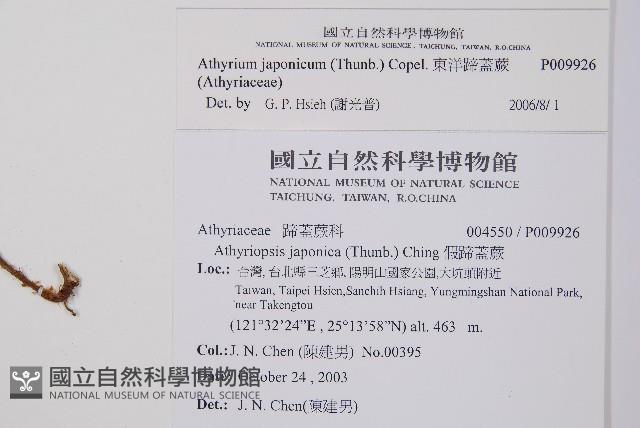 國立自然科學博物館
NATIONAL MUSEUM OF NATURAL SCIENCE, TAICHUNG, TAIWAN, R.O.CHINA
Athyrium japonicum (Thunb.) Copel. 東洋蹄蓋蕨 P009926
(Athyriaceae)
Det. by G. P. Hsieh (謝光普) 2006/8/1
國立自然科學博物館
NATIONAL MUSEUM OF NATURAL SCIENCE
TAICHUNG, TAIWAN, R.O.CHINA
Athyriaceae 蹄蓋蕨科 004550 / P009926
Athyriopsis japonica (Thunb.) Ching 假蹄蓋蕨
Loc.: 台灣, 台北縣三芝鄉. 陽明山國家公園,大坑頭附近
Taiwan, Taipei Hsien,Sanchih Hsiang, Yungmingshan National Park,
near Takengtou
(121°32'24"E , 25°13'58"N) alt. 463 m.
Col.: J. N. Chen (陳建男) No.00395
Date: October 24 , 2003
Det.: J. N. Chen(陳建男)
國立自然科學博物館
NATIONAL MUSEUM OF NATURAL SCIENCE